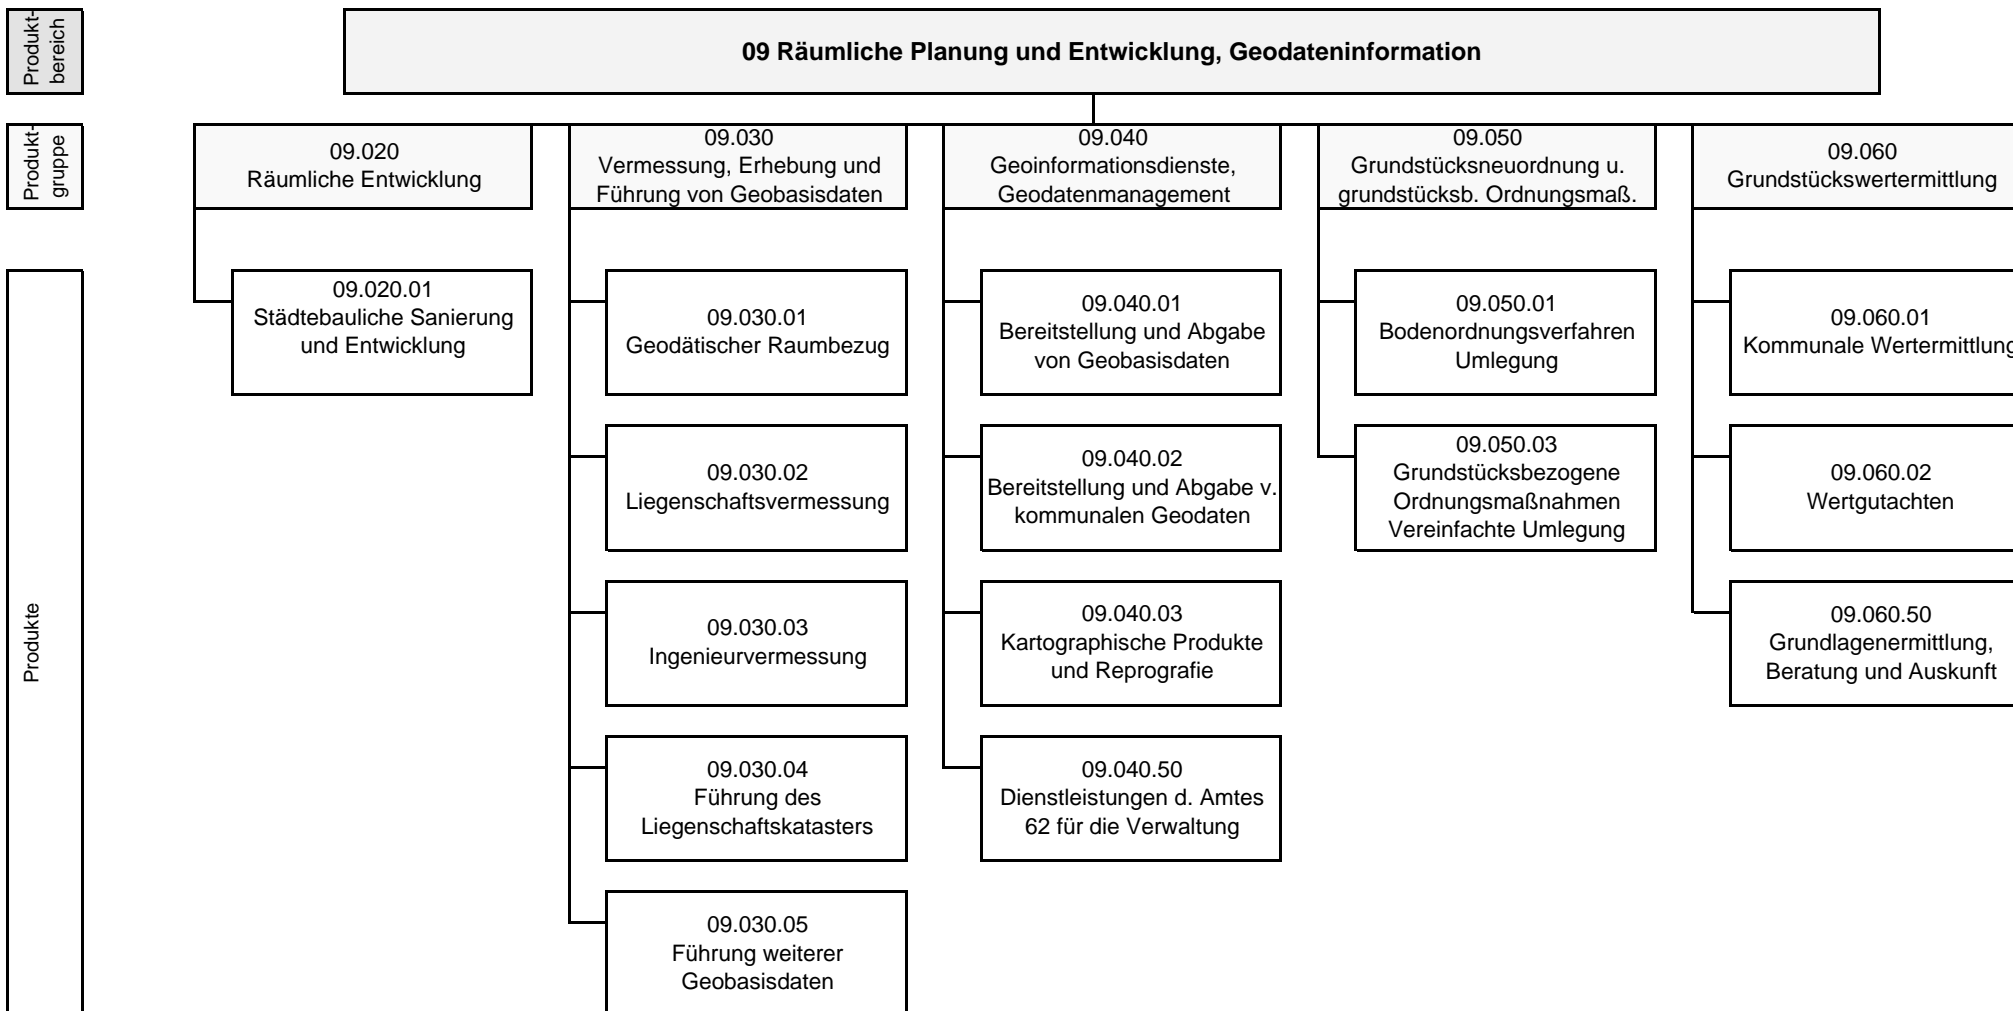 Produkt-
bereich
09 Räumliche Planung und Entwicklung, Geodateninformation
Produkt-
gruppe
09.020
Räumliche Entwicklung
09.030
Vermessung, Erhebung und
Führung von Geobasisdaten
09.040
Geoinformationsdienste,
Geodatenmanagement
09.050
Grundstücksneuordnung u.
grundstücksb. Ordnungsmaß.
09.060
Grundstückswertermittlung
Produkte
09.020.01
Städtebauliche Sanierung
und Entwicklung
09.030.01
Geodätischer Raumbezug
09.030.02
Liegenschaftsvermessung
09.030.03
Ingenieurvermessung
09.030.04
Führung des
Liegenschaftskatasters
09.030.05
Führung weiterer
Geobasisdaten
09.040.01
Bereitstellung und Abgabe
von Geobasisdaten
09.040.02
Bereitstellung und Abgabe v.
kommunalen Geodaten
09.040.03
Kartographische Produkte
und Reprografie
09.040.50
Dienstleistungen d. Amtes
62 für die Verwaltung
09.050.01
Bodenordnungsverfahren
Umlegung
09.050.03
Grundstücksbezogene
Ordnungsmaßnahmen
Vereinfachte Umlegung
09.060.01
Kommunale Wertermittlung
09.060.02
Wertgutachten
09.060.50
Grundlagenermittlung,
Beratung und Auskunft